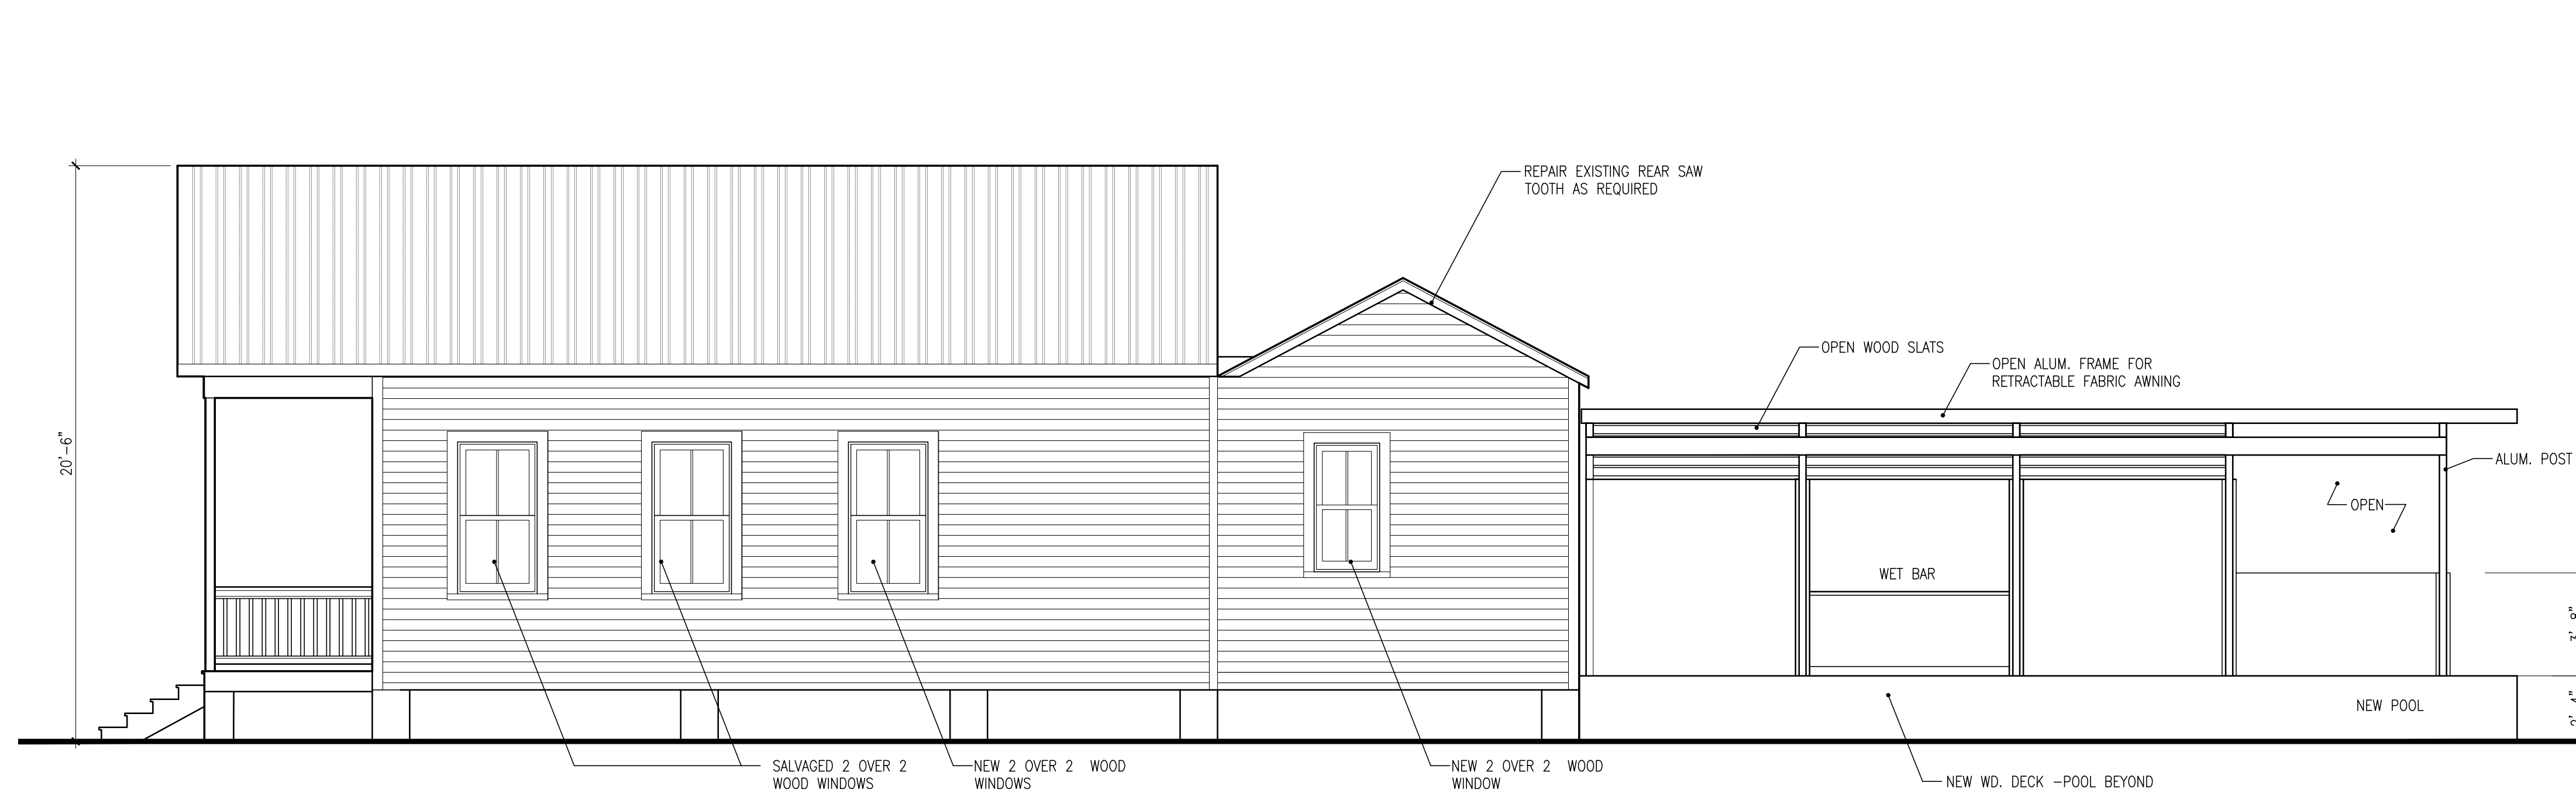 REPAIR EXISTING REAR SAW
TOOTH AS REQUIRED
OPEN WOOD SLATS
OPEN ALUM. FRAME FOR
RETRACTABLE FABRIC AWNING
20'-6"
ALUM. POST
OPEN
WET BAR
NEW POOL
SALVAGED 2 OVER 2
WOOD WINDOWS
NEW 2 OVER 2 WOOD
WINDOWS
NEW 2 OVER 2 WOOD
WINDOW
NEW WD. DECK -POOL BEYOND